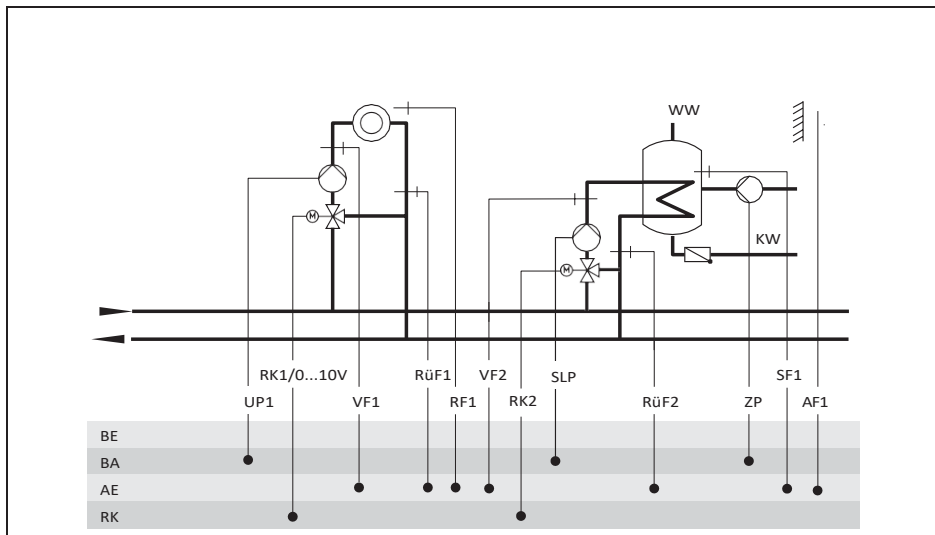 WW
M
M
KW
RK1/0...10V RüF1 VF2 SLP SF1
UP1 VF1 RF1 RK2 RüF2 ZP AF1
BE
BA
AE
RK